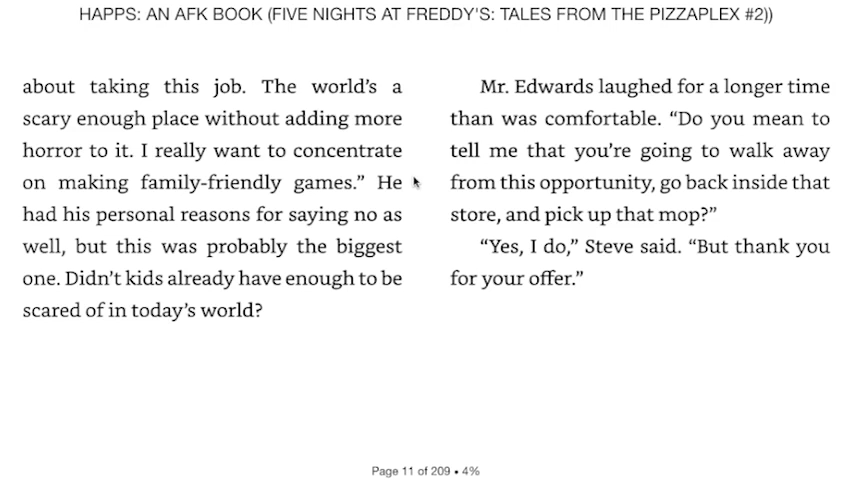 HAPPS: AN AFK BOOK (FIVE NIGHTS AT FREDDY'S: TALES FROM THE PIZZAPLEX #2))
about taking this job. The world’s a
scary enough place without adding more
horror to it. I really want to concentrate
on making family-friendly games.” He
had his personal reasons for saying no as
well, but this was probably the biggest
one. Didn’t kids already have enough to be
scared of in today’s world?
Mr. Edwards laughed for a longer time
than was comfortable. “Do you mean to
tell me that you’re going to walk away
from this opportunity, go back inside that
store, and pick up that mop?”
“Yes, I do,” Steve said. “But thank you
for your offer.”
Page 11 of 209 • 4%